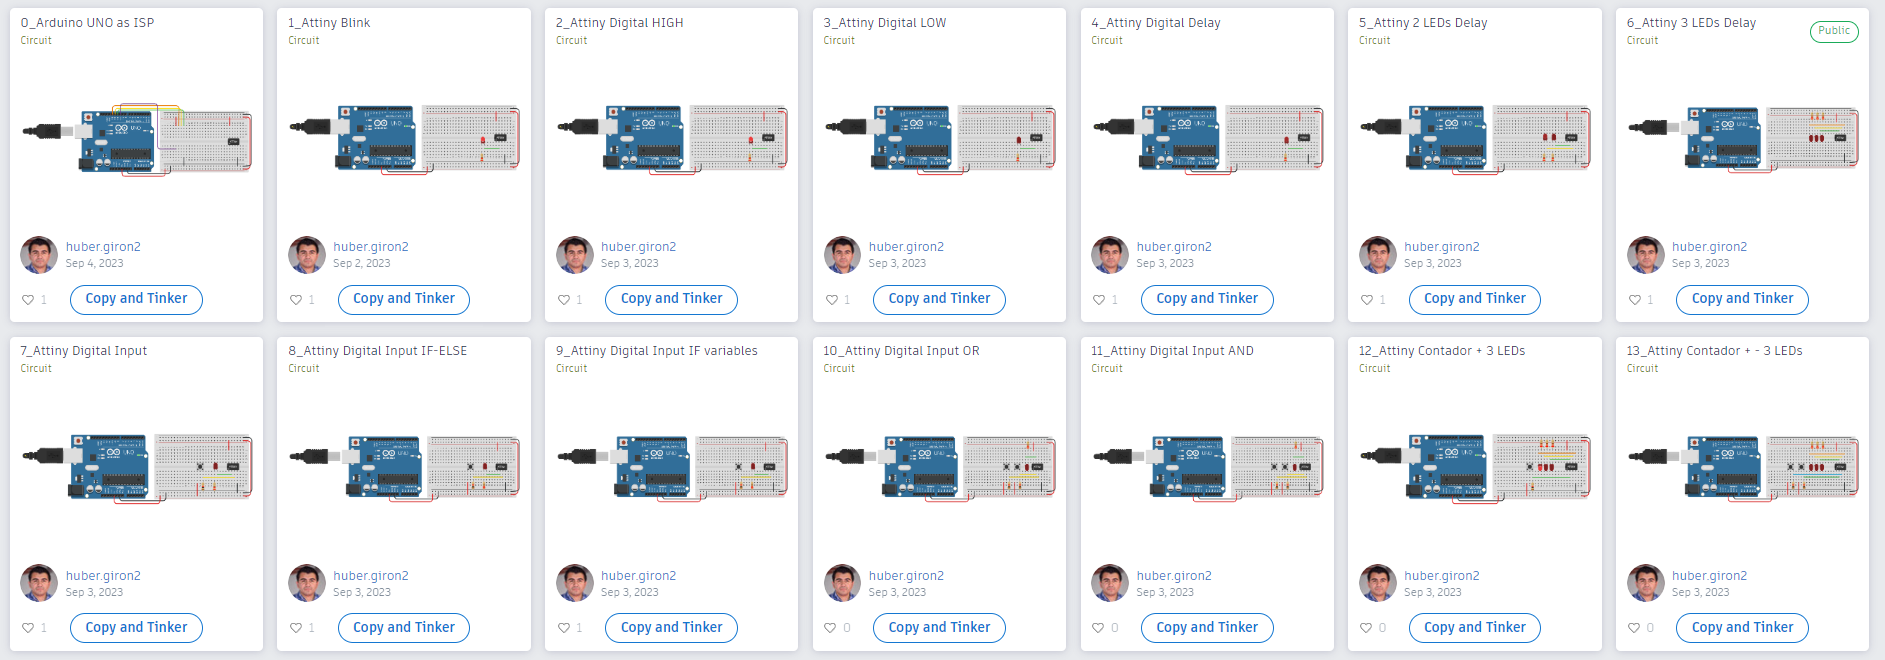 0_Arduino UNO as ISP
Circuit
huber.giron2
Sep 4, 2023
1
Copy and Tinker
1_Attiny Blink
Circuit
huber.giron2
Sep 2, 2023
1
Copy and Tinker
2_Attiny Digital HIGH
Circuit
huber.giron2
Sep 3, 2023
1
Copy and Tinker
3_Attiny Digital LOW
Circuit
huber.giron2
Sep 3, 2023
1
Copy and Tinker
4_Attiny Digital Delay
Circuit
huber.giron2
Sep 3, 2023
1
Copy and Tinker
5_Attiny 2 LEDs Delay
Circuit
huber.giron2
Sep 3, 2023
1
Copy and Tinker
6_Attiny 3 LEDs Delay
Public
Circuit
huber.giron2
Sep 3, 2023
1
Copy and Tinker
7_Attiny Digital Input
Circuit
huber.giron2
Sep 3, 2023
1
Copy and Tinker
8_Attiny Digital Input IF-ELSE
Circuit
huber.giron2
Sep 3, 2023
1
Copy and Tinker
9_Attiny Digital Input IF variables
Circuit
huber.giron2
Sep 3, 2023
1
Copy and Tinker
10_Attiny Digital Input OR
Circuit
huber.giron2
Sep 3, 2023
0
Copy and Tinker
11_Attiny Digital Input AND
Circuit
huber.giron2
Sep 3, 2023
0
Copy and Tinker
12_Attiny Contador + 3 LEDs
Circuit
huber.giron2
Sep 3, 2023
0
Copy and Tinker
13_Attiny Contador + - 3 LEDs
Circuit
huber.giron2
Sep 3, 2023
0
Copy and Tinker